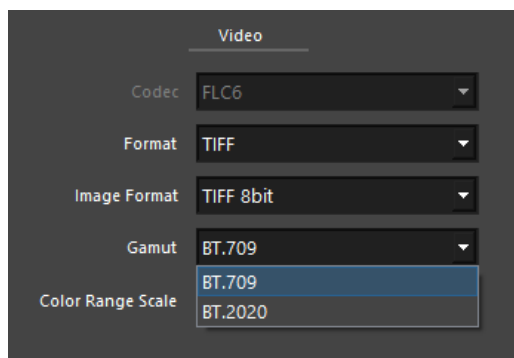 Video
Codec FLC6
Format TIFF
Image Format TIFF 8bit
Gamut BT.709
BT.709
Color Range Scale
BT.2020